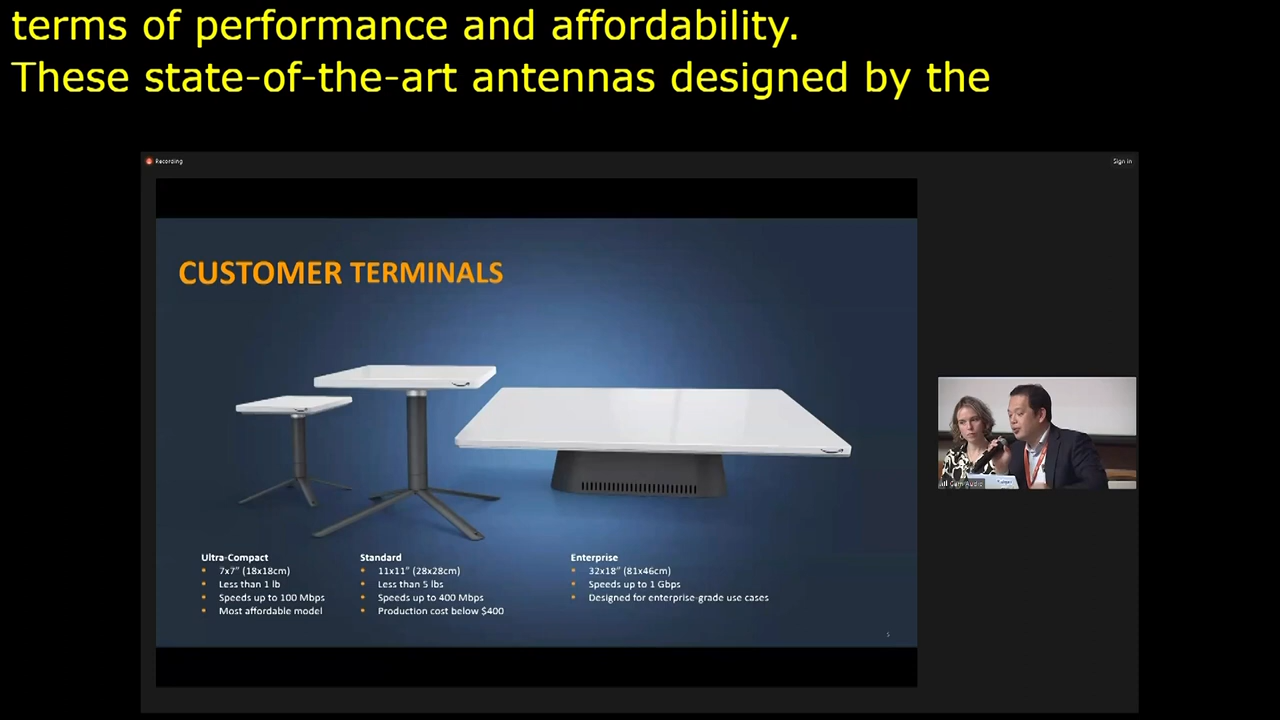 terms of performance and affordability.
These state-of-the-art antennas designed by the
Recording
Sign in
CUSTOMER TERMINALS
Ultra-Compact
• 7x7" (18x18cm)
• Less than 1 lb
• Speeds up to 100 Mbps
• Most affordable model
Standard
• 11x11" (28x28cm)
• Less than 5 lbs
• Speeds up to 400 Mbps
• Production cost below $400
Enterprise
• 32x18" (81x46cm)
• Speeds up to 1 Gbps
• Designed for enterprise-grade use cases
5